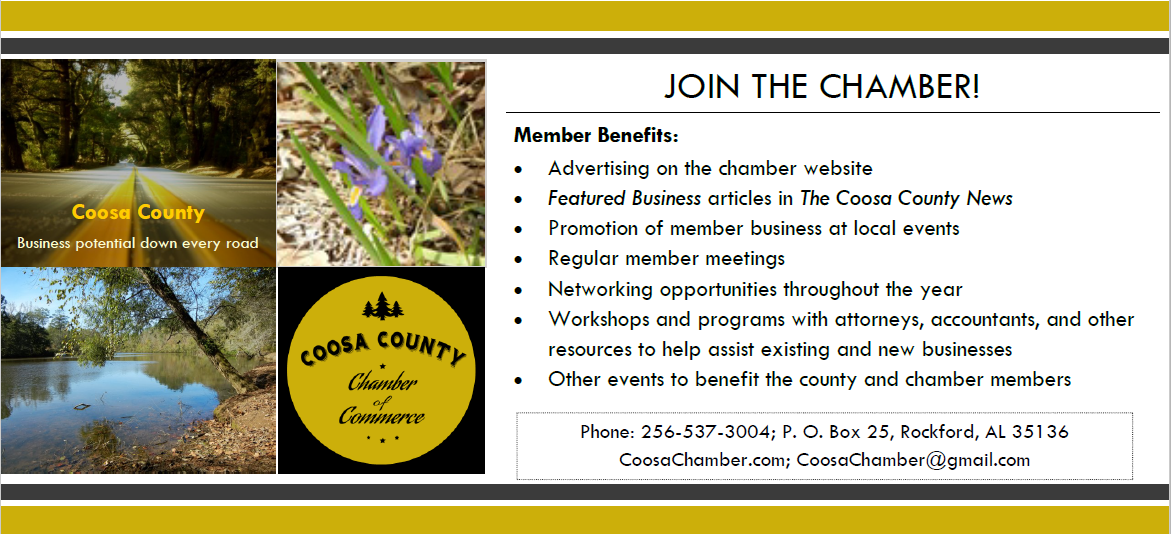 Coosa County
Business potential down every road
COOSA COUNTY
Chamber
of
Commerce
JOIN THE CHAMBER!
Member Benefits:
• Advertising on the chamber website
• Featured Business articles in The Coosa County News
• Promotion of member business at local events
• Regular member meetings
• Networking opportunities throughout the year
• Workshops and programs with attorneys, accountants, and other
resources to help assist existing and new businesses
• Other events to benefit the county and chamber members
Phone: 256-537-3004; P. O. Box 25, Rockford, AL 35136
CoosaChamber.com; CoosaChamber@gmail.com